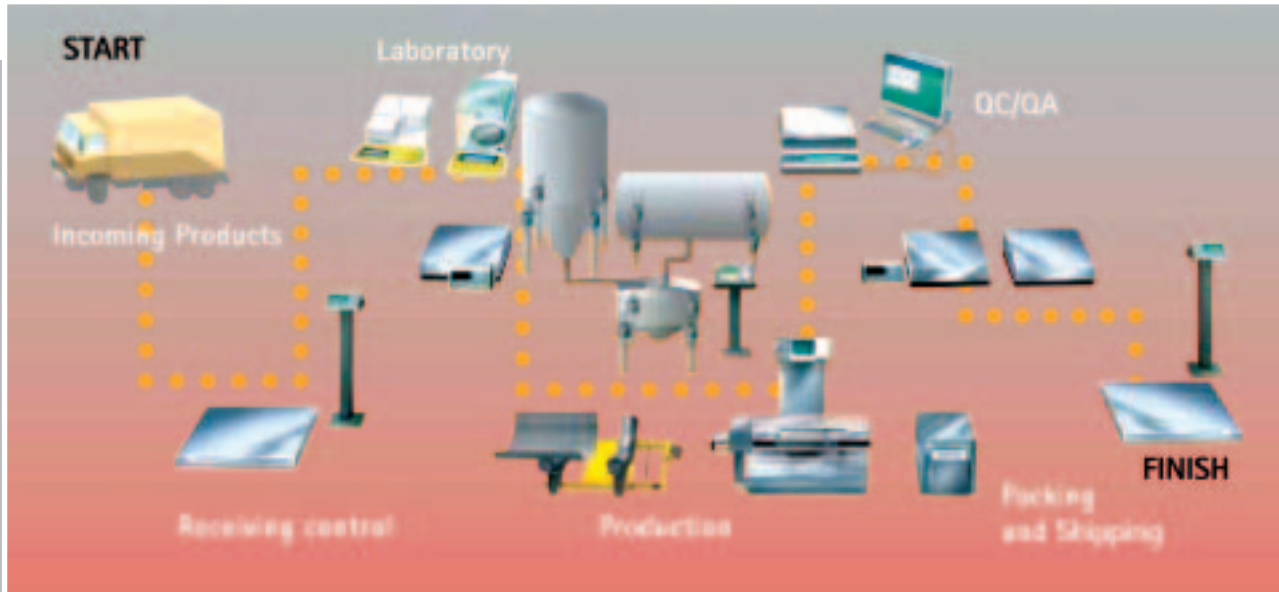 START
Laboratory
QC/QA
Incoming Products
FINISH
Receiving control
Production
Packing
and Shipping